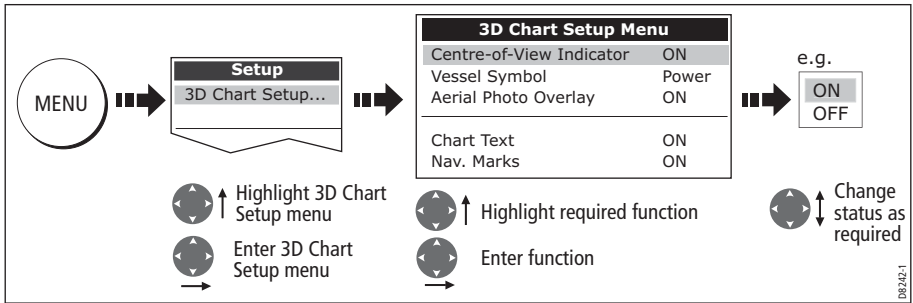 MENU
Setup
3D Chart Setup...
3D Chart Setup Menu
Centre-of-View Indicator ON
Vessel Symbol Power
Aerial Photo Overlay ON
Chart Text ON
Nav. Marks ON
e.g.
ON
OFF
Highlight 3D Chart
Setup menu
Enter 3D Chart
Setup menu
Highlight required function
Enter function
Change
status as
required
D8242-1